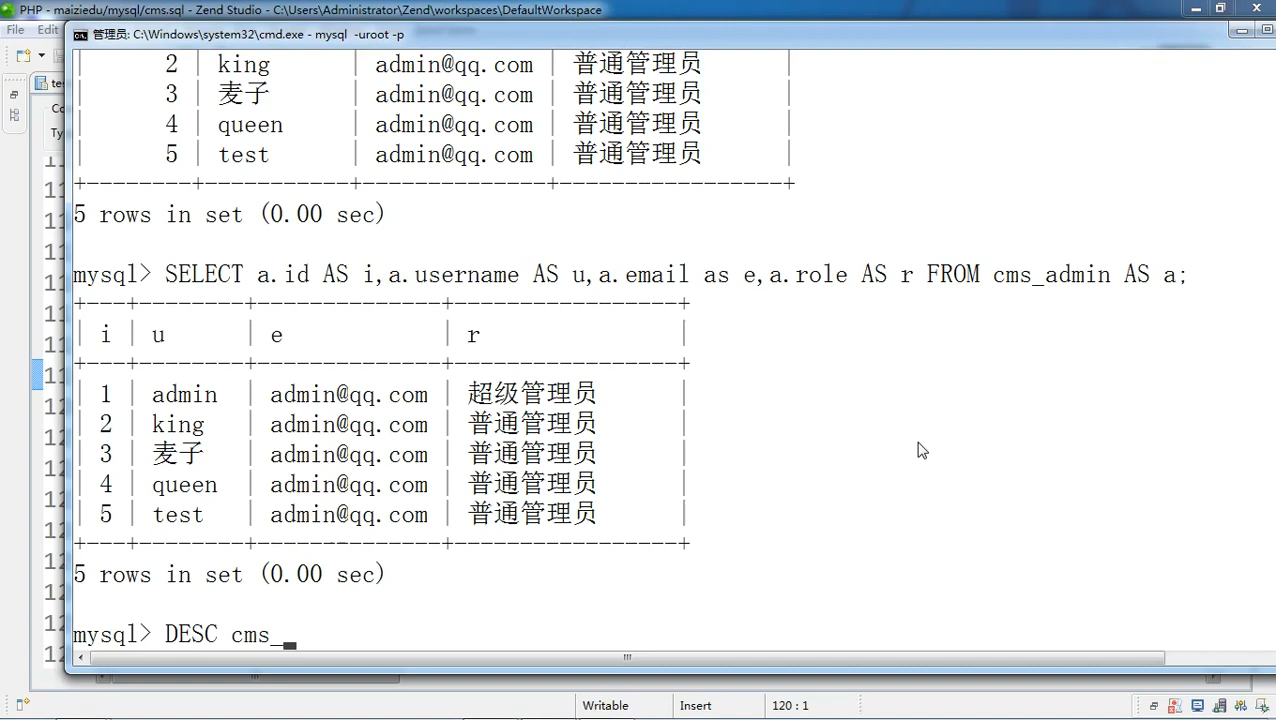 PHP - maiziedu/mysql/cms.sql - Zend Studio - C:\Users\Administrator\Zend\workspaces\DefaultWorkspace
File Edit
管理员: C:\Windows\system32\cmd.exe - mysql -uroot -p
| 2 | king | admin@qq.com | 普通管理员 |
| 3 | 麦子 | admin@qq.com | 普通管理员 |
| 4 | queen | admin@qq.com | 普通管理员 |
| 5 | test | admin@qq.com | 普通管理员 |
+--------+-----------+--------------+-----------------+
5 rows in set (0.00 sec)
mysql> SELECT a.id AS i,a.username AS u,a.email as e,a.role AS r FROM cms_admin AS a;
+---+--------+--------------+-----------------+
| i | u | e | r |
+---+--------+--------------+-----------------+
| 1 | admin | admin@qq.com | 超级管理员 |
| 2 | king | admin@qq.com | 普通管理员 |
| 3 | 麦子 | admin@qq.com | 普通管理员 |
| 4 | queen | admin@qq.com | 普通管理员 |
| 5 | test | admin@qq.com | 普通管理员 |
+---+--------+--------------+-----------------+
5 rows in set (0.00 sec)
mysql> DESC cms_
Writable Insert 120 : 1